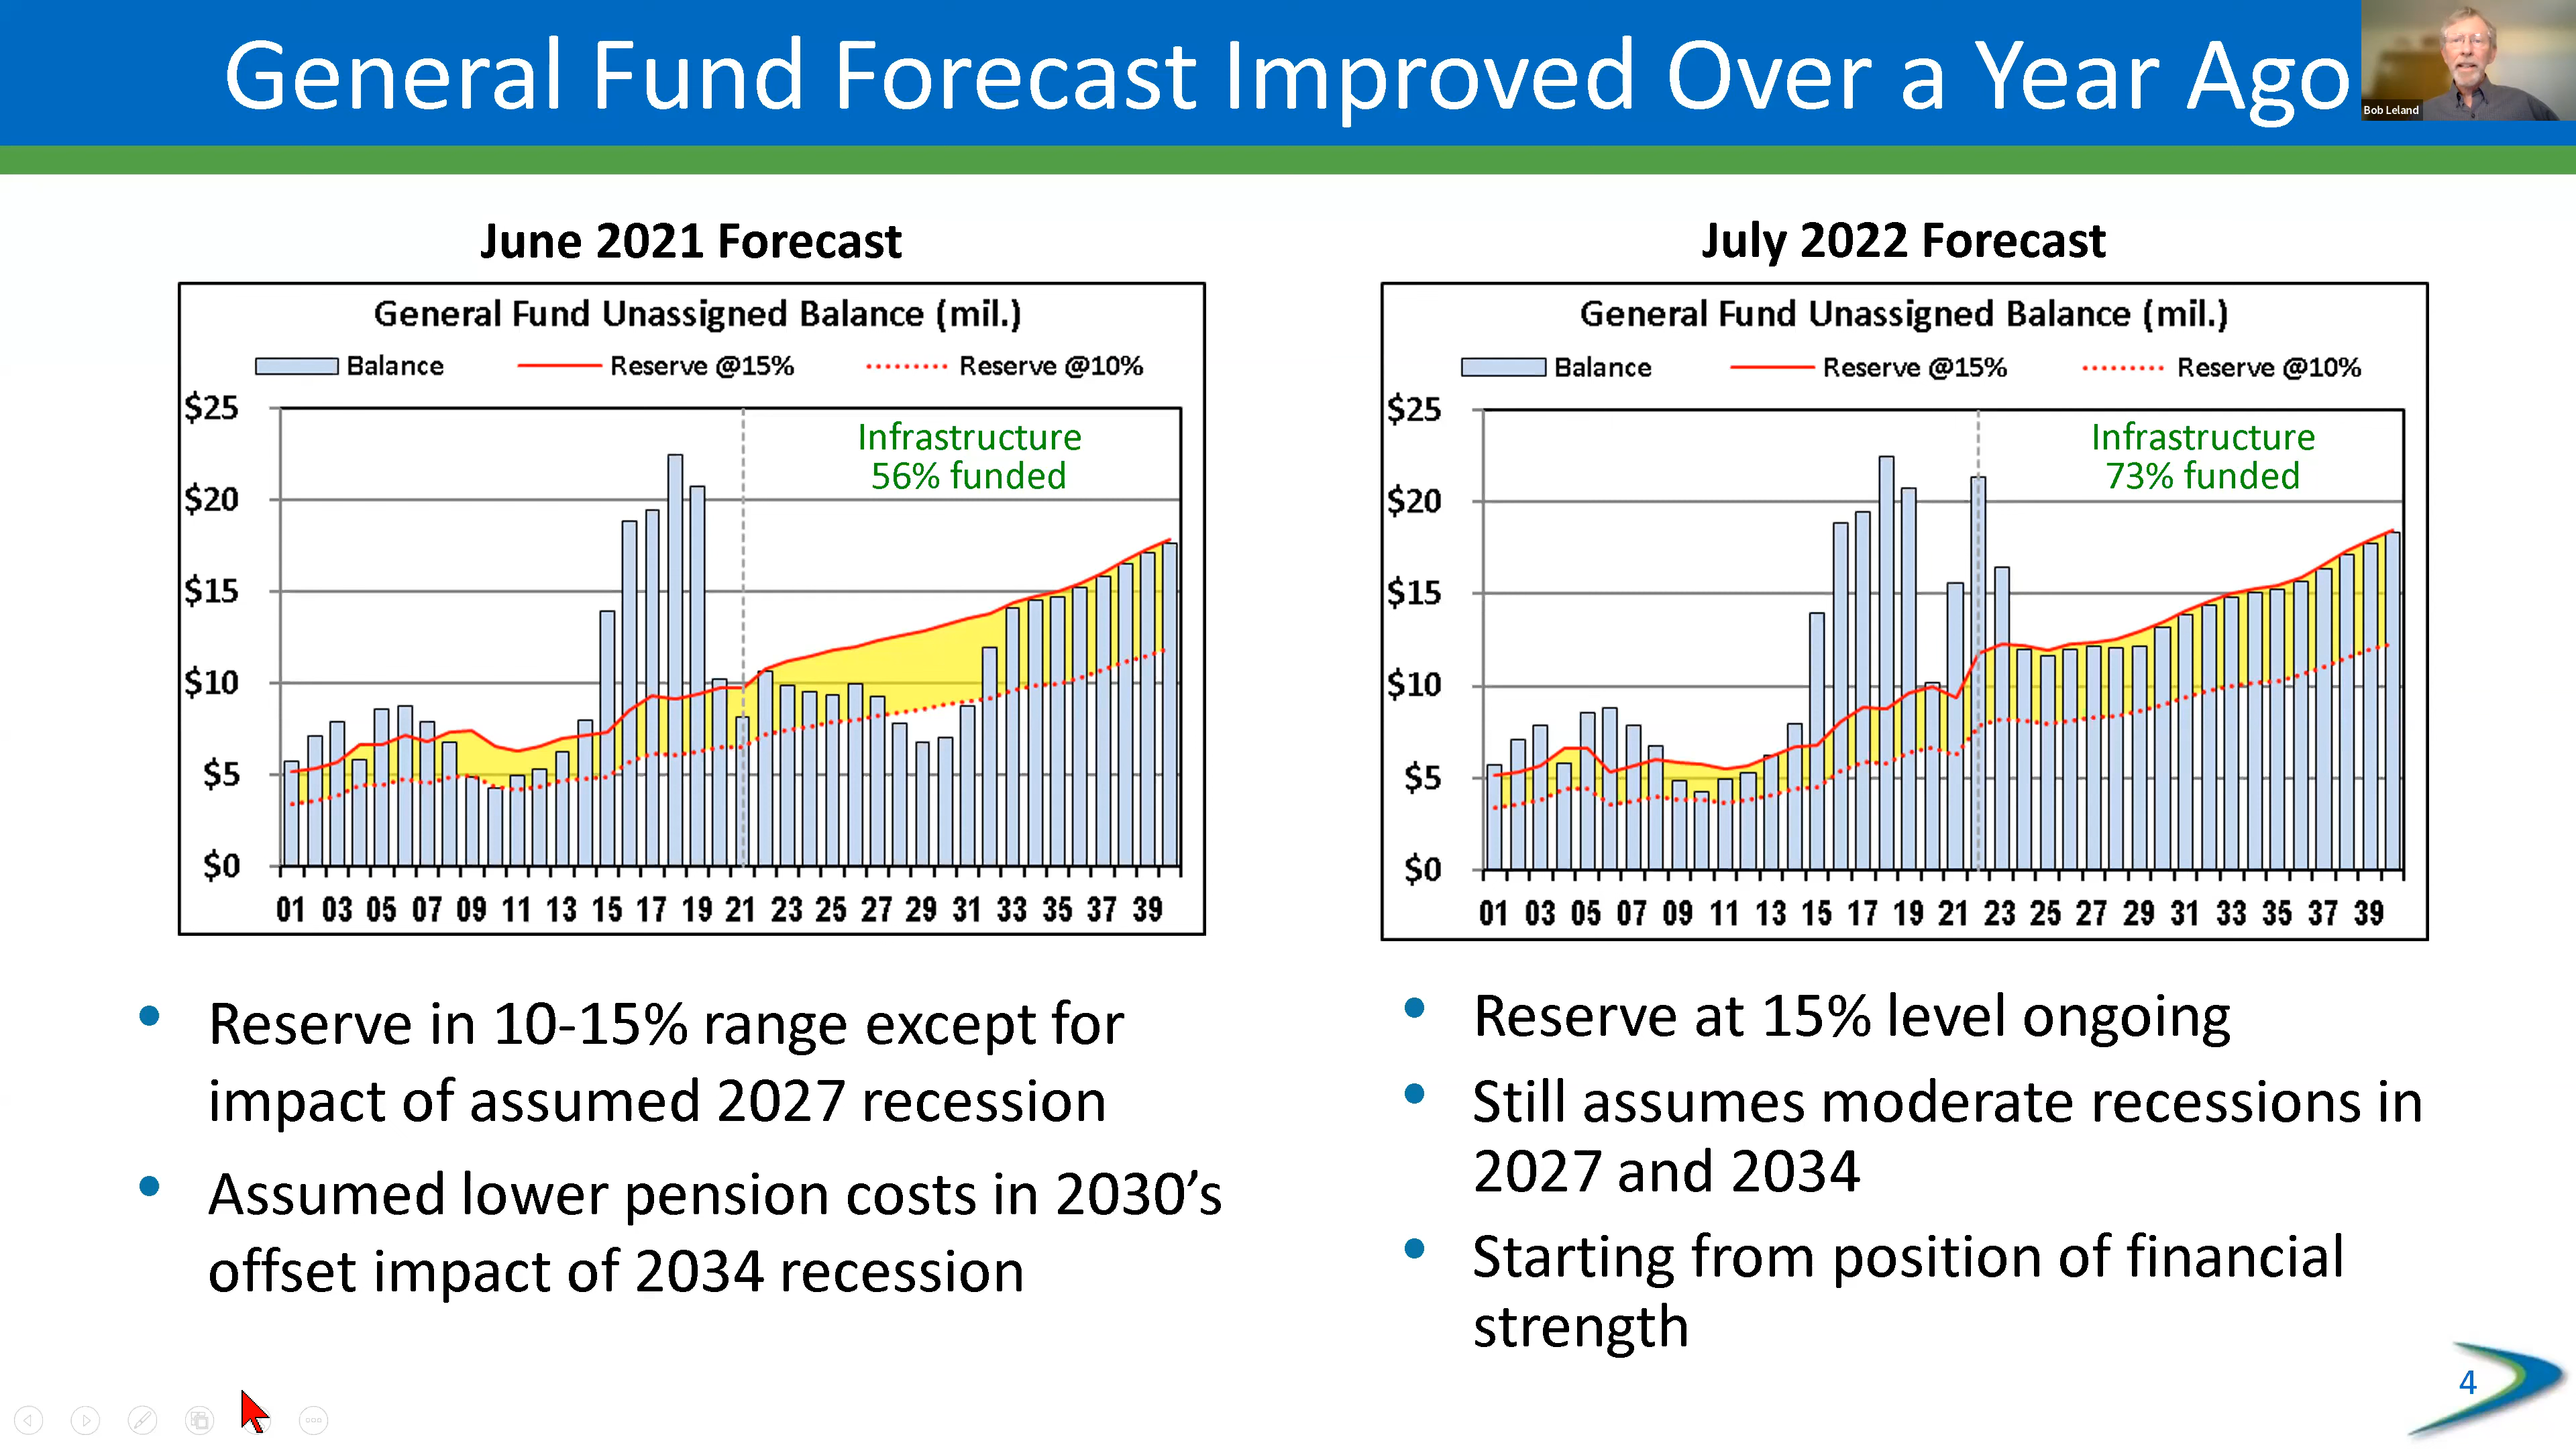 General Fund Forecast Improved Over a Year Ago
Bob Leland
June 2021 Forecast
General Fund Unassigned Balance (mil.)
Balance Reserve @15% Reserve @10%
$25
$20
$15
$10
$5
$0
Infrastructure
56% funded
01 03 05 07 09 11 13 15 17 19 21 23 25 27 29 31 33 35 37 39
• Reserve in 10-15% range except for
impact of assumed 2027 recession
• Assumed lower pension costs in 2030’s
offset impact of 2034 recession
July 2022 Forecast
General Fund Unassigned Balance (mil.)
Balance Reserve @15% Reserve @10%
$25
$20
$15
$10
$5
$0
Infrastructure
73% funded
01 03 05 07 09 11 13 15 17 19 21 23 25 27 29 31 33 35 37 39
• Reserve at 15% level ongoing
• Still assumes moderate recessions in
2027 and 2034
• Starting from position of financial
strength
4